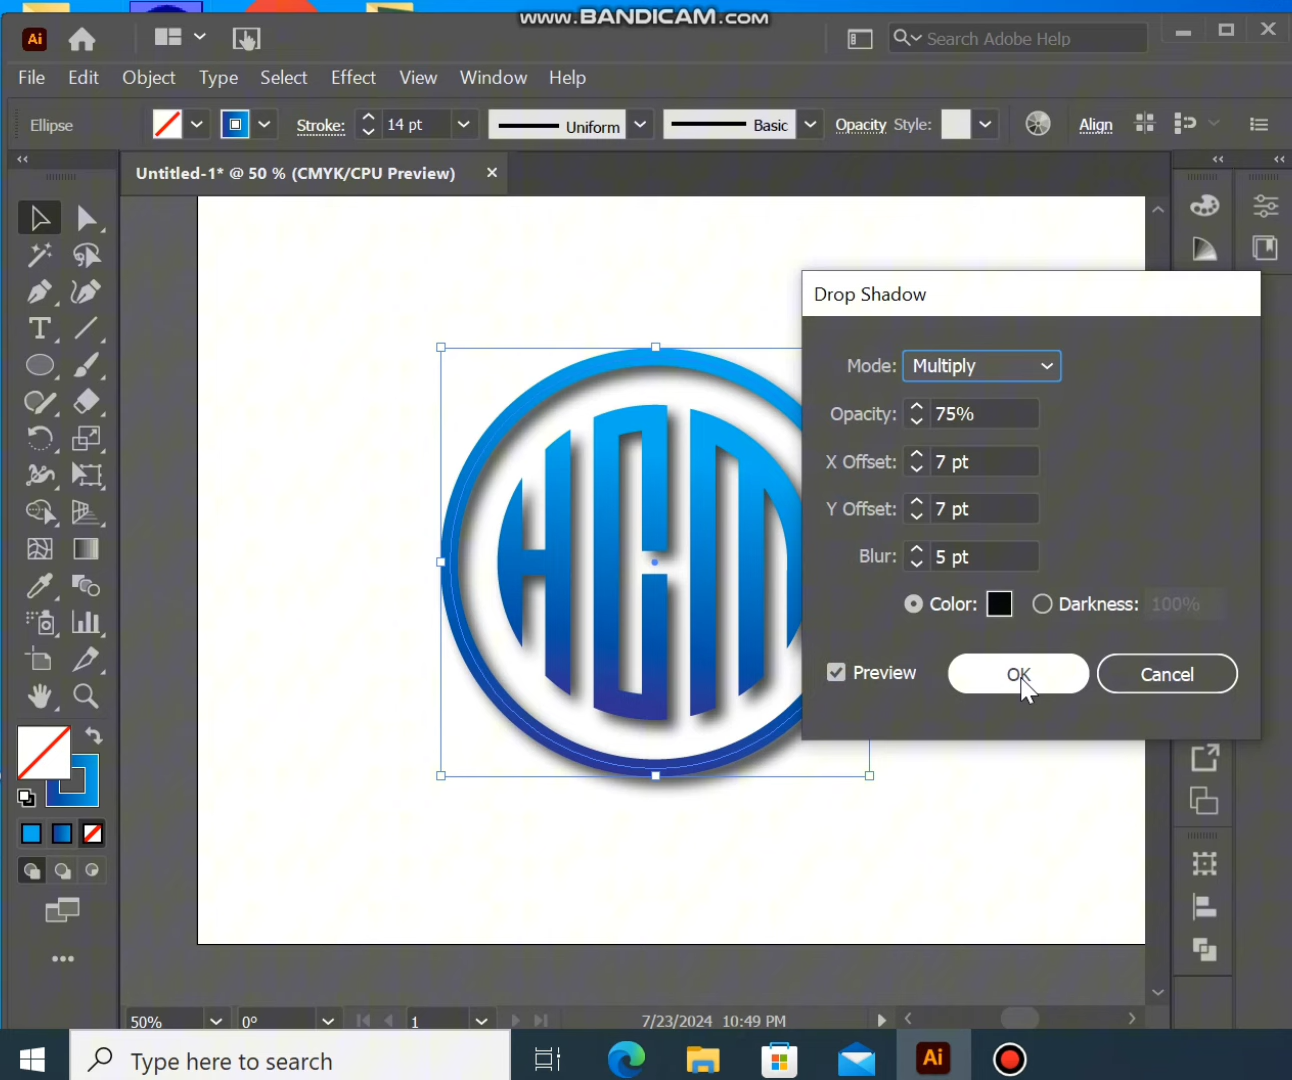 www.BANDICAM.com
Ai
Search Adobe Help
File Edit Object Type Select Effect View Window Help
Ellipse Stroke: 14 pt Uniform Basic Opacity Style: Align
Untitled-1* @ 50 % (CMYK/CPU Preview)
Drop Shadow
Mode: Multiply
Opacity: 75%
X Offset: 7 pt
Y Offset: 7 pt
Blur: 5 pt
Color: Darkness: 100%
Preview OK Cancel
HCM
T
50% 0° 1 7/23/2024 10:49 PM
Type here to search
Ai